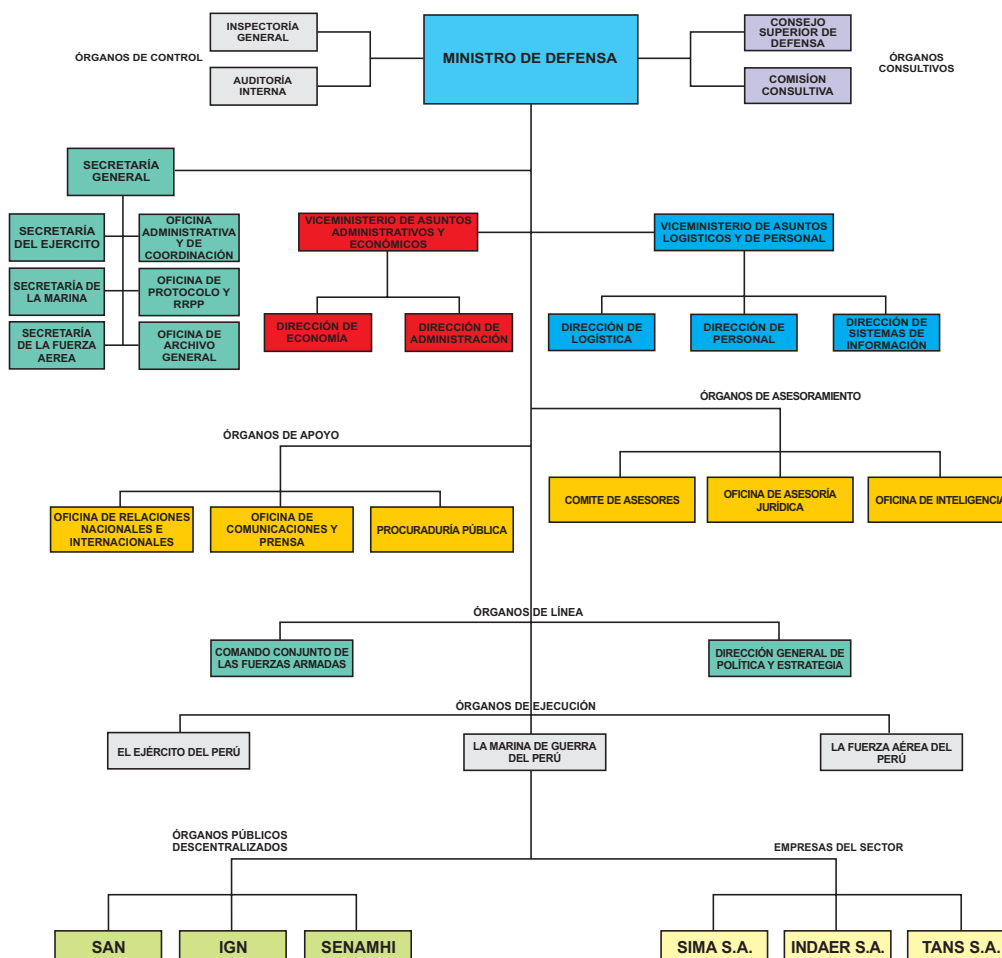 INSPECTORÍA
GENERAL
ÓRGANOS DE CONTROL
AUDITORÍA
INTERNA
MINISTRO DE DEFENSA
CONSEJO
SUPERIOR DE
DEFENSA
ÓRGANOS
CONSULTIVOS
COMISÍON
CONSULTIVA
SECRETARÍA
GENERAL
SECRETARÍA
DEL EJERCITO
OFICINA
ADMINISTRATIVA
Y DE
COORDINACIÓN
SECRETARÍA DE
LA MARINA
OFICINA DE
PROTOCOLO Y
RRPP
SECRETARÍA
DE LA FUERZA
AEREA
OFICINA DE
ARCHIVO
GENERAL
VICEMINISTERIO DE ASUNTOS
ADMINISTRATIVOS Y
ECONÓMICOS
VICEMINISTERIO DE ASUNTOS
LOGISTICOS Y DE PERSONAL
DIRECCIÓN DE
ECONOMÍA
DIRECCIÓN DE
ADMINISTRACIÓN
DIRECCIÓN DE
LOGÍSTICA
DIRECCIÓN DE
PERSONAL
DIRECCIÓN DE
SISTEMAS DE
INFORMACIÓN
ÓRGANOS DE ASESORAMIENTO
ÓRGANOS DE APOYO
COMITE DE ASESORES
OFICINA DE ASESORÍA
JURÍDICA
OFICINA DE INTELIGENCIA
OFICINA DE RELACIONES
NACIONALES E
INTERNACIONALES
OFICINA DE
COMUNICACIONES Y
PRENSA
PROCURADURÍA PÚBLICA
ÓRGANOS DE LÍNEA
COMANDO CONJUNTO DE
LAS FUERZAS ARMADAS
DIRECCIÓN GENERAL DE
POLÍTICA Y ESTRATEGIA
ÓRGANOS DE EJECUCIÓN
EL EJÉRCITO DEL PERÚ
LA MARINA DE GUERRA
DEL PERÚ
LA FUERZA AÉREA DEL
PERÚ
ÓRGANOS PÚBLICOS
DESCENTRALIZADOS
EMPRESAS DEL SECTOR
SAN
IGN
SENAMHI
SIMA S.A.
INDAER S.A.
TANS S.A.